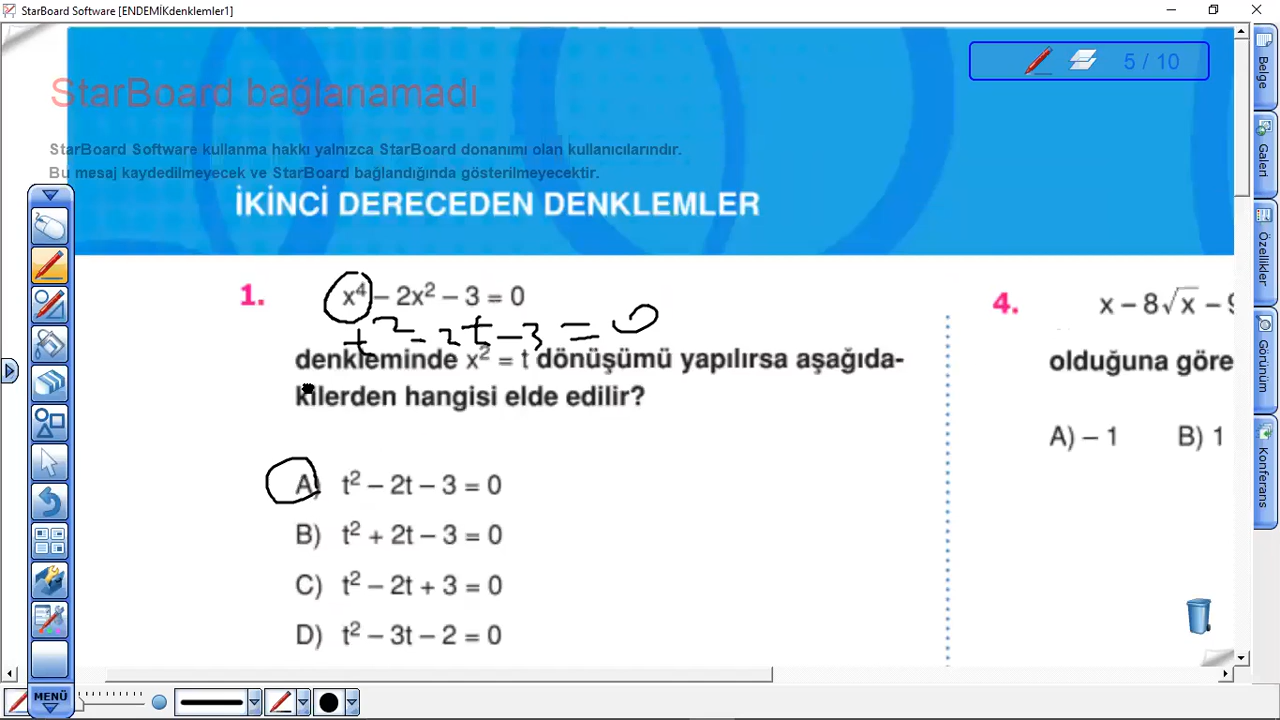 StarBoard Software [ENDEMİKdenklemler1]
5 / 10
StarBoard bağlanamadı
StarBoard Software kullanma hakkı yalnızca StarBoard donanımı olan kullanıcılarındır.
Bu mesaj kaydedilmeyecek ve StarBoard bağlandığında gösterilmeyecektir.
İKİNCİ DERECEDEN DENKLEMLER
1. x⁴ – 2x² – 3 = 0
t² – 2t – 3 = 0
denkleminde x² = t dönüşümü yapılırsa aşağıda-
kilerden hangisi elde edilir?
A) t² – 2t – 3 = 0
B) t² + 2t – 3 = 0
C) t² – 2t + 3 = 0
D) t² – 3t – 2 = 0
4. x – 8√x – 9
olduğuna göre
A) – 1 B) 1
Belge
Galeri
Özellikler
Görünüm
Konferans
MENÜ